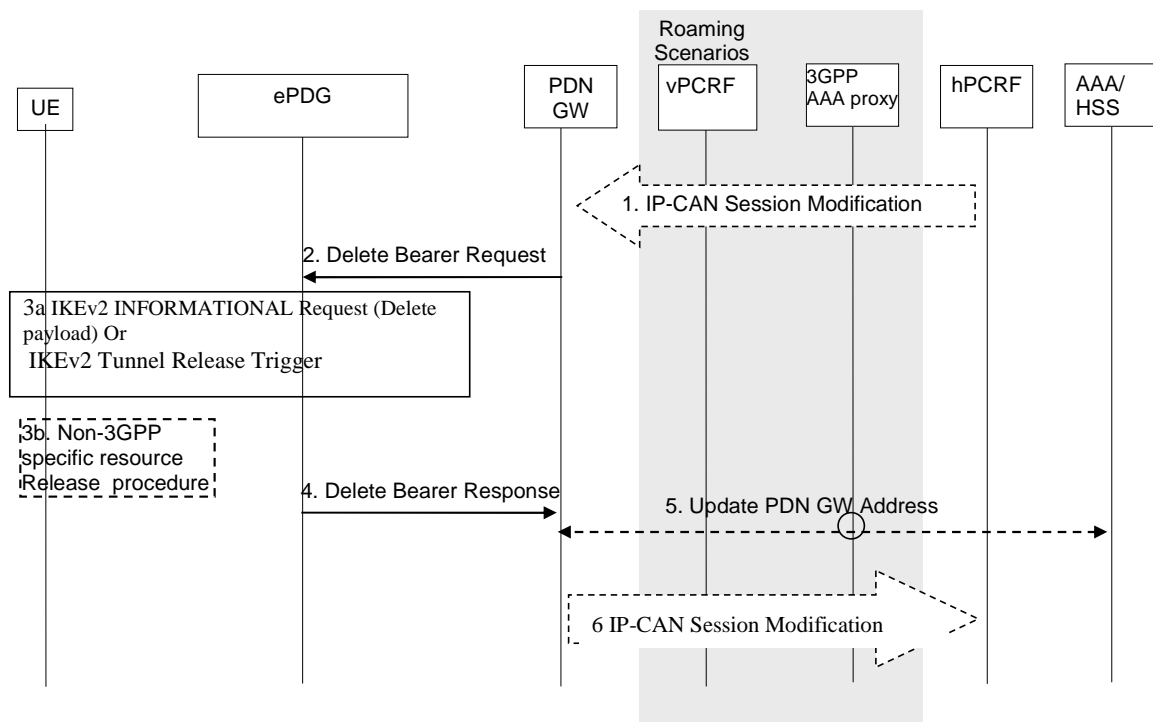 Roaming
Scenarios
UE
ePDG
PDN
GW
vPCRF
3GPP
AAA proxy
hPCRF
AAA/
HSS
1. IP-CAN Session Modification
2. Delete Bearer Request
3a IKEv2 INFORMATIONAL Request (Delete
payload) Or
IKEv2 Tunnel Release Trigger
3b. Non-3GPP
specific resource
Release procedure
4. Delete Bearer Response
5. Update PDN GW Address
6 IP-CAN Session Modification